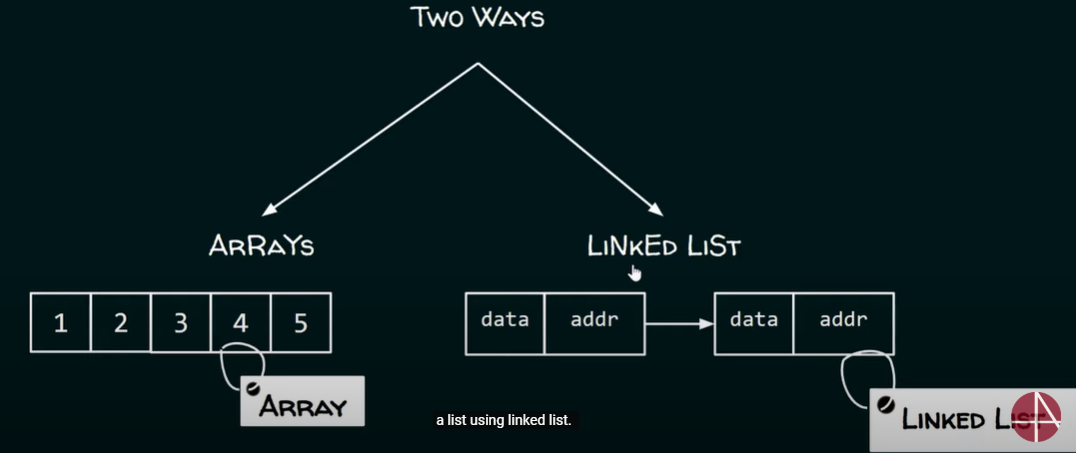 Two Ways
ArRaYs
LiNkEd LiST
1 2 3 4 5
data addr data addr
Array
a list using linked list.
Linked List